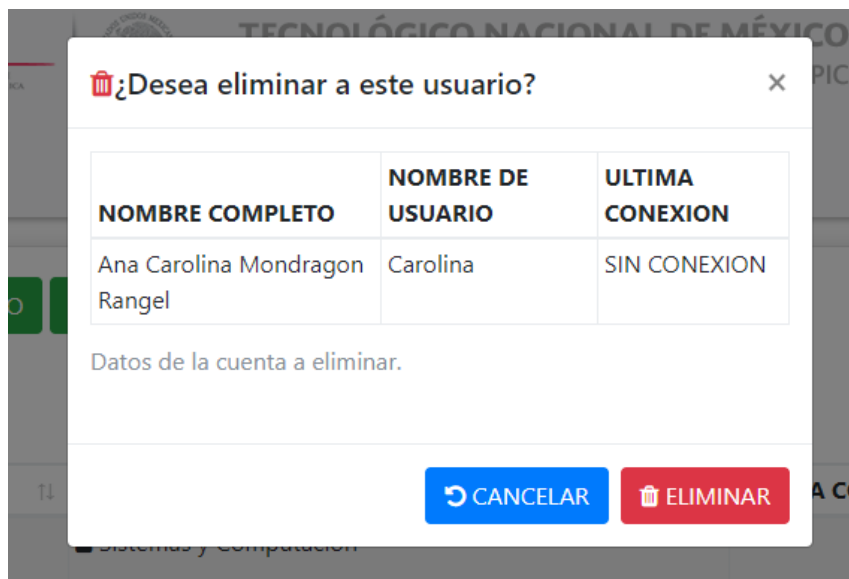 TECNOLÓGICO NACIONAL DE MÉXICO
¿Desea eliminar a este usuario?
×
PIC
NOMBRE COMPLETO
NOMBRE DE
USUARIO
ULTIMA
CONEXION
Ana Carolina Mondragon
Rangel
Carolina
SIN CONEXION
O
Datos de la cuenta a eliminar.
CANCELAR
ELIMINAR
A C
Sistemas y Computación